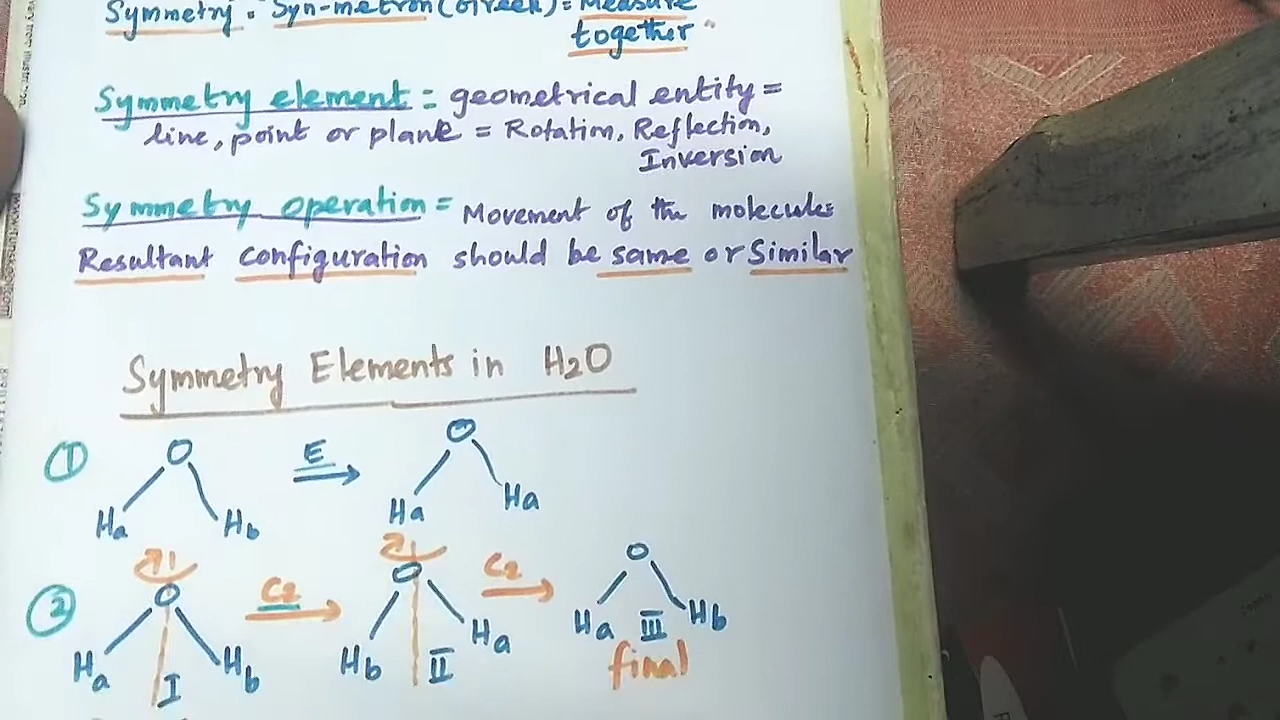 Symmetry = Syn-metron (Greek) = Measure
together"
Symmetry element = geometrical entity =
line, point or plane = Rotation, Reflection,
Inversion
Symmetry operation = Movement of the molecule
Resultant configuration should be same or Similar
Symmetry Elements in H2O
① O E O
Ha Hb Ha Ha
② O C2 O C2 O
Ha Hb Hb Ha Ha Hb
I II III
final